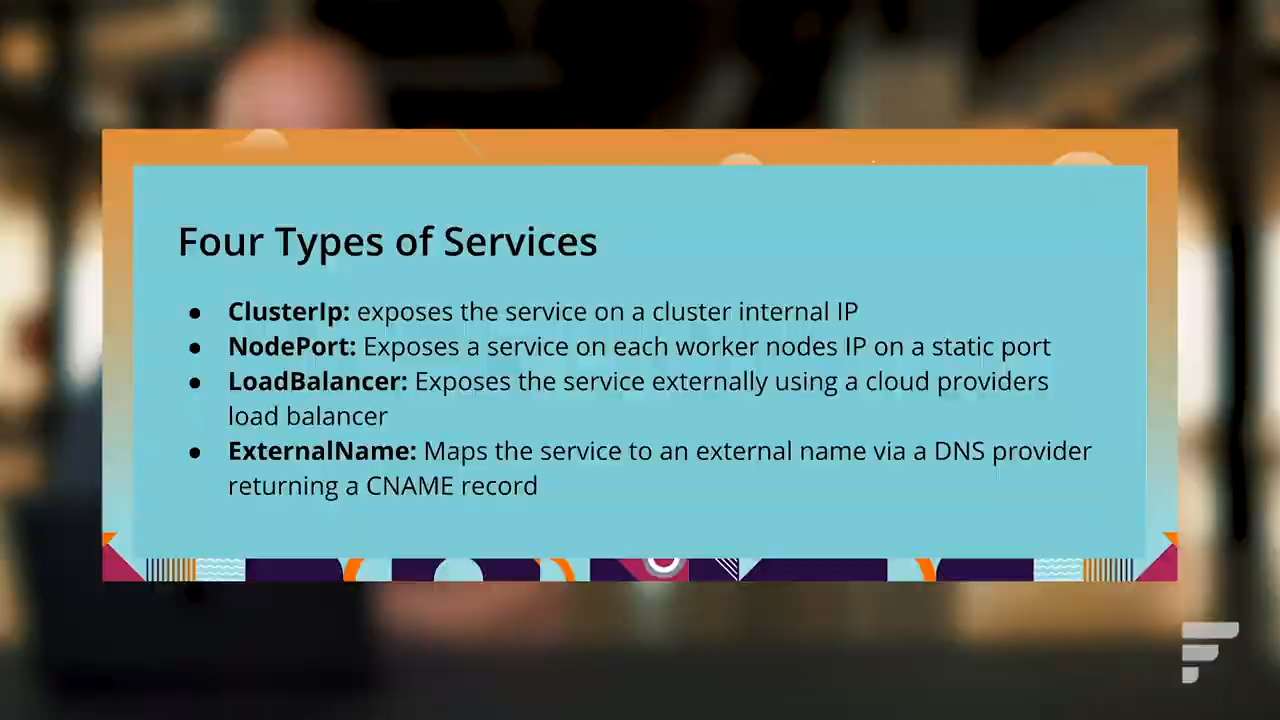 Four Types of Services
● ClusterIp: exposes the service on a cluster internal IP
● NodePort: Exposes a service on each worker nodes IP on a static port
● LoadBalancer: Exposes the service externally using a cloud providers
load balancer
● ExternalName: Maps the service to an external name via a DNS provider
returning a CNAME record